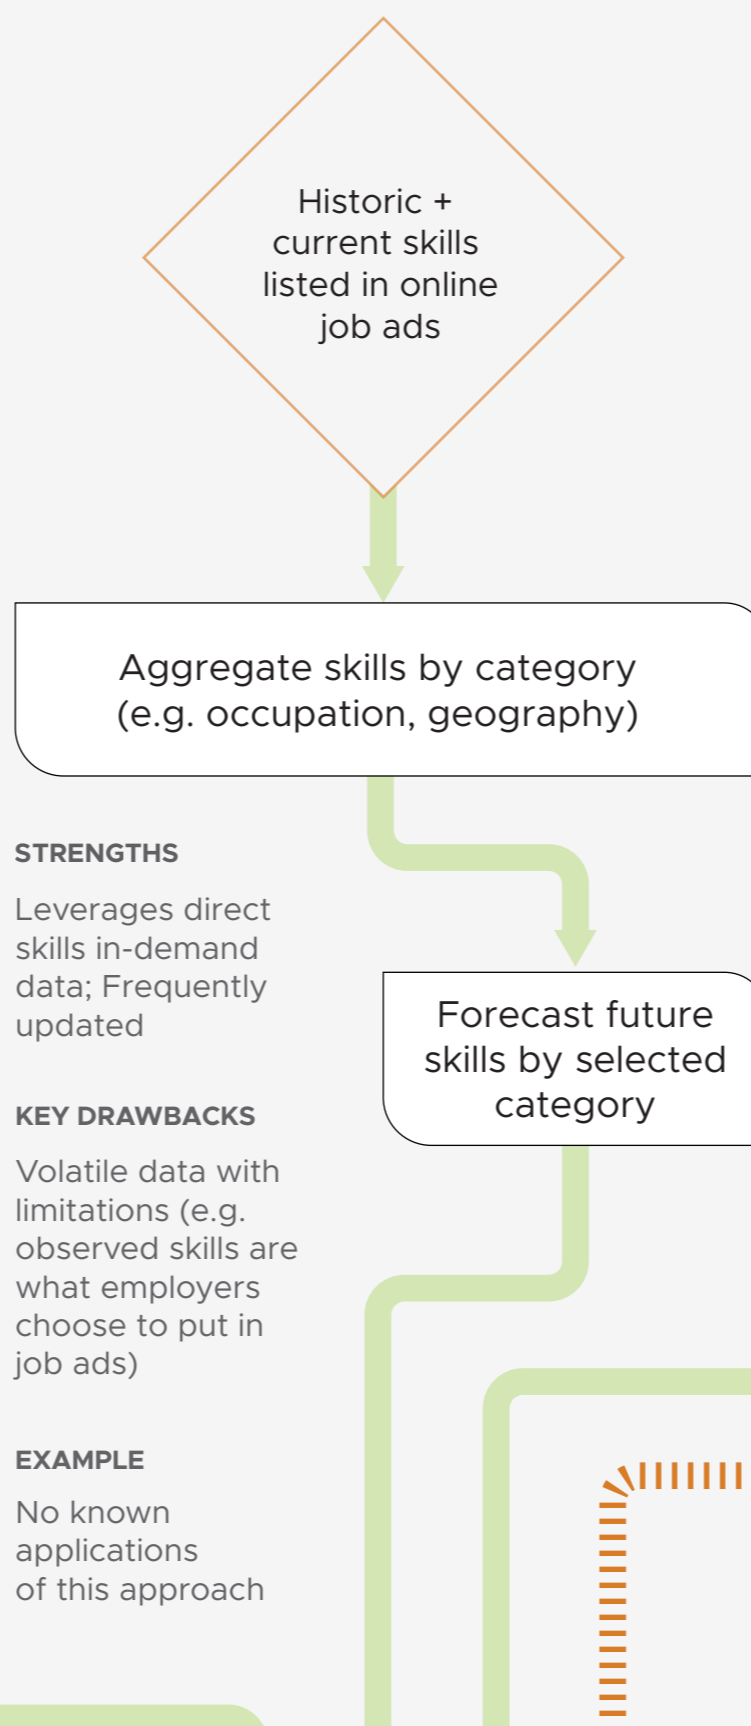 Historic +
current skills
listed in online
job ads
Aggregate skills by category
(e.g. occupation, geography)
STRENGTHS
Leverages direct
skills in-demand
data; Frequently
updated
Forecast future
skills by selected
category
KEY DRAWBACKS
Volatile data with
limitations (e.g.
observed skills are
what employers
choose to put in
job ads)
EXAMPLE
No known
applications
of this approach